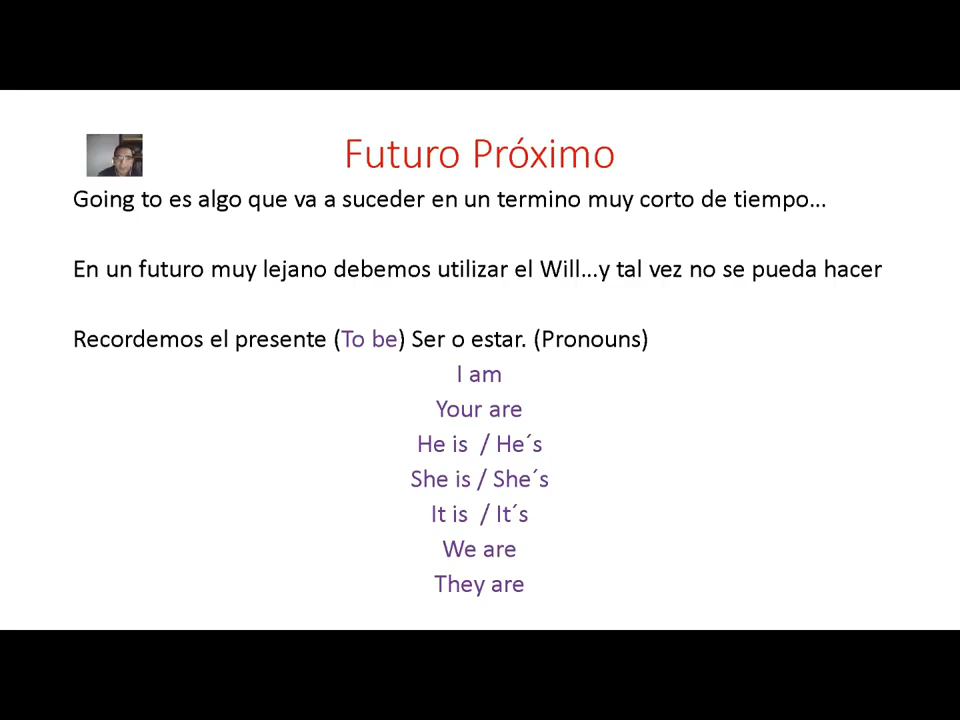 Futuro Próximo
Going to es algo que va a suceder en un termino muy corto de tiempo...
En un futuro muy lejano debemos utilizar el Will...y tal vez no se pueda hacer
Recordemos el presente (To be) Ser o estar. (Pronouns)
I am
Your are
He is / He´s
She is / She´s
It is / It´s
We are
They are